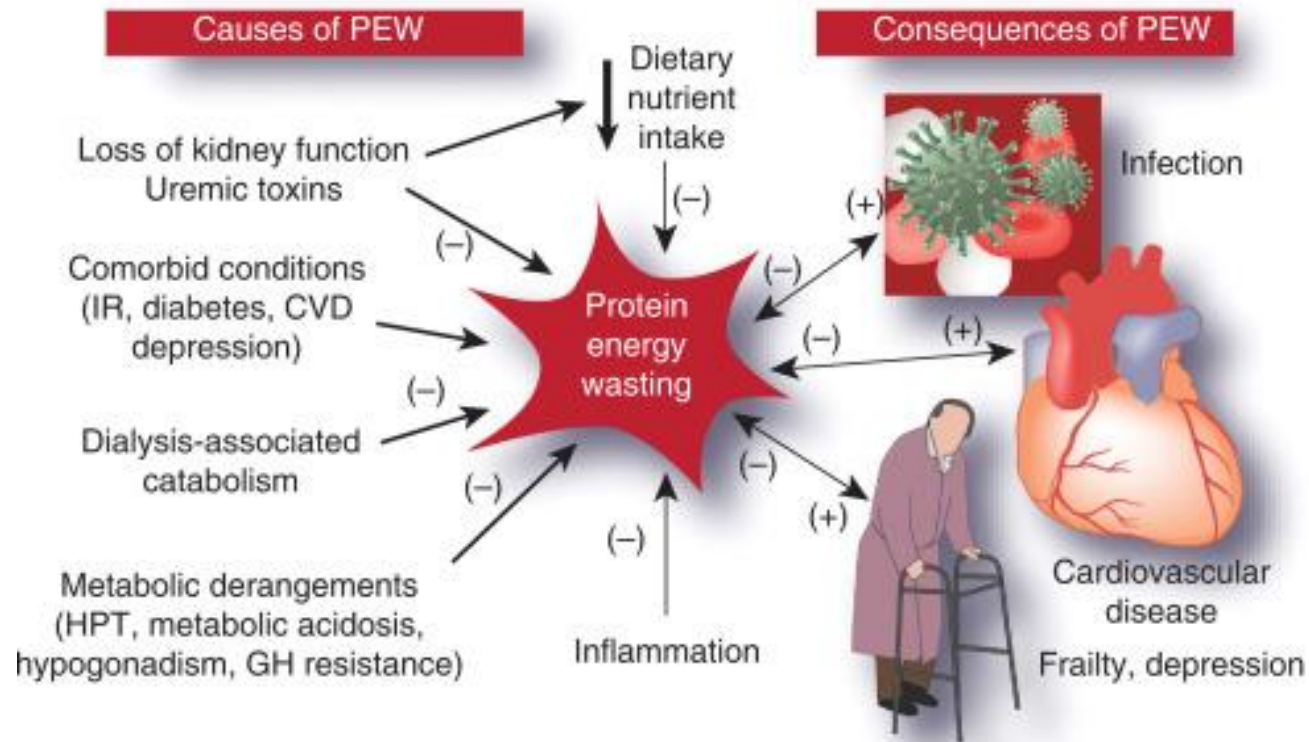 Causes of PEW
Consequences of PEW
Dietary
nutrient
intake
Loss of kidney function
Uremic toxins
(–)
(–)
Comorbid conditions
(IR, diabetes, CVD
depression)
Dialysis-associated
catabolism
(–)
Metabolic derangements
(HPT, metabolic acidosis,
hypogonadism, GH resistance)
(–)
Inflammation
(–)
Protein
energy
wasting
(–)
(+)
Infection
(–)
(+)
(–)
(+)
Cardiovascular
disease
Frailty, depression